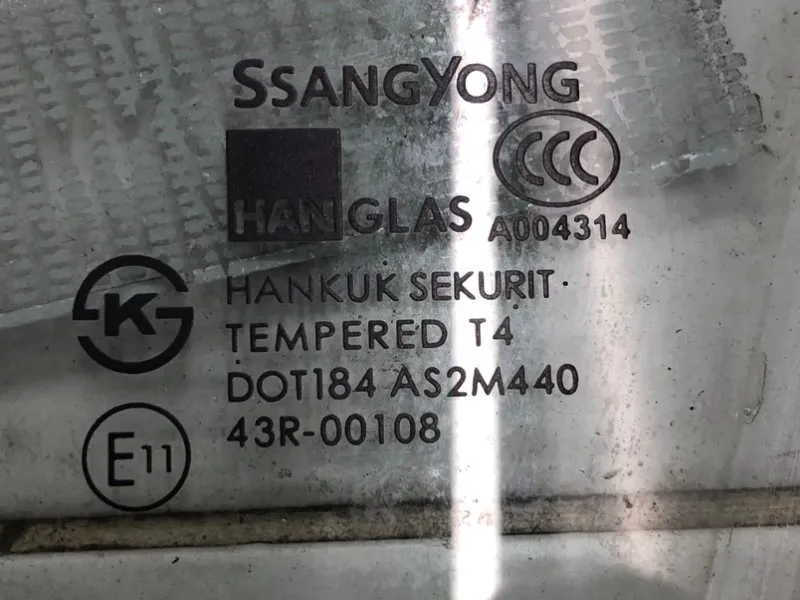 SSANGYONG
CCC
HANGLAS
A004314
HANKUK SEKURIT
K
TEMPERED T4
DOT184 AS2M440
43R-00108
E11